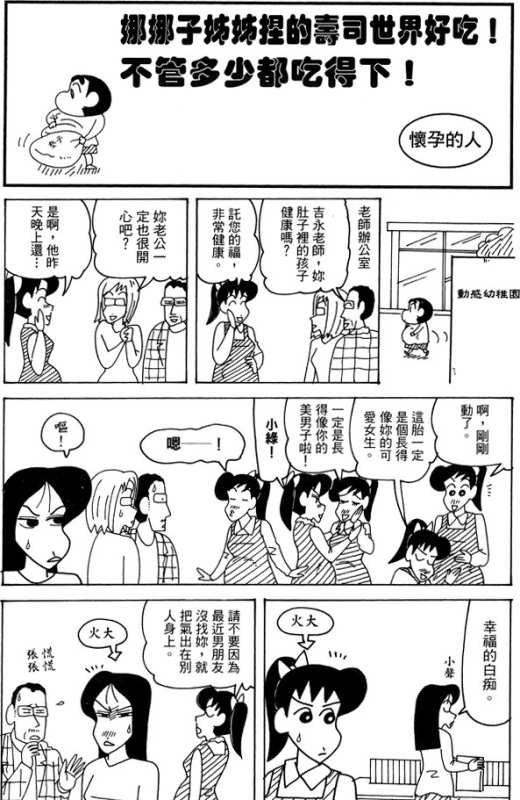 娜娜子姊姊捏的壽司世界好吃！
不管多少都吃得下！
懷孕的人
動感幼稚園
老師辦公室
吉永老師，妳
肚子裡的孩子
健康嗎？
託您的福，
非常健康。
妳老公一
定也很開
心吧？
是啊，他昨
天晚上還…
啊，剛剛
動了。
這胎一定
是個長得
像妳的可
愛女生。
一定是長
得像你的
美男子啦！
小綠！
嗯——！
嘔！
幸福的白痴。
小聲
火大
請不要因為
最近男朋友
沒找妳，就
把氣出在別
人身上。
火大
慌慌
張張